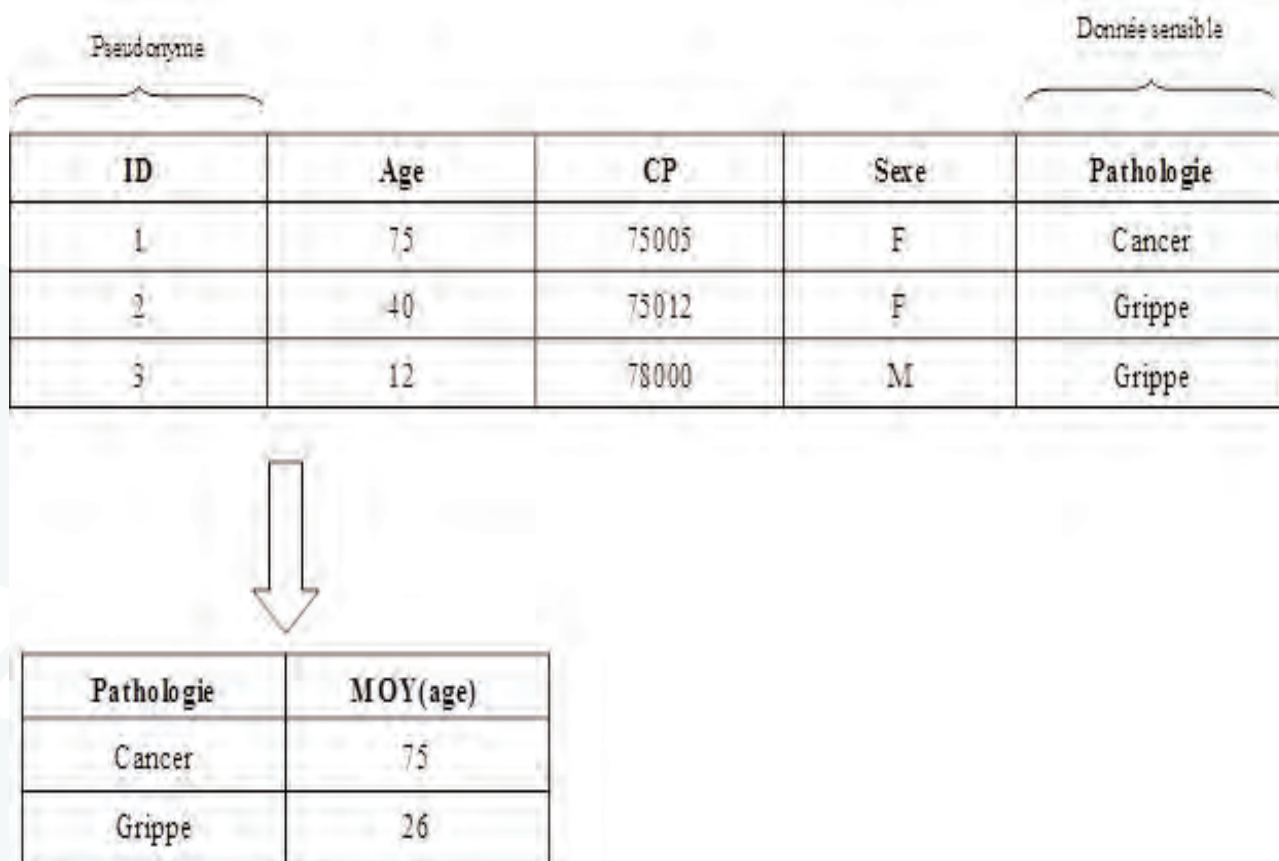 Pseudonyme
Donnée sensible
ID Age CP Sexe Pathologie
1 75 75005 F Cancer
2 40 75012 F Grippe
3 12 78000 M Grippe
Pathologie MOY(age)
Cancer 75
Grippe 26